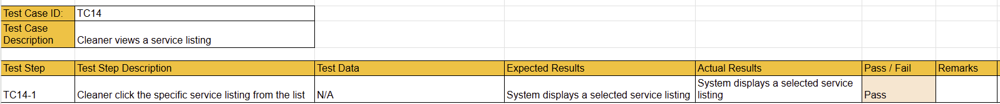 Test Case ID: TC14
Test Case
Description Cleaner views a service listing
Test Step Test Step Description Test Data Expected Results Actual Results Pass / Fail Remarks
System displays a selected service
TC14-1 Cleaner click the specific service listing from the list N/A System displays a selected service listing listing Pass